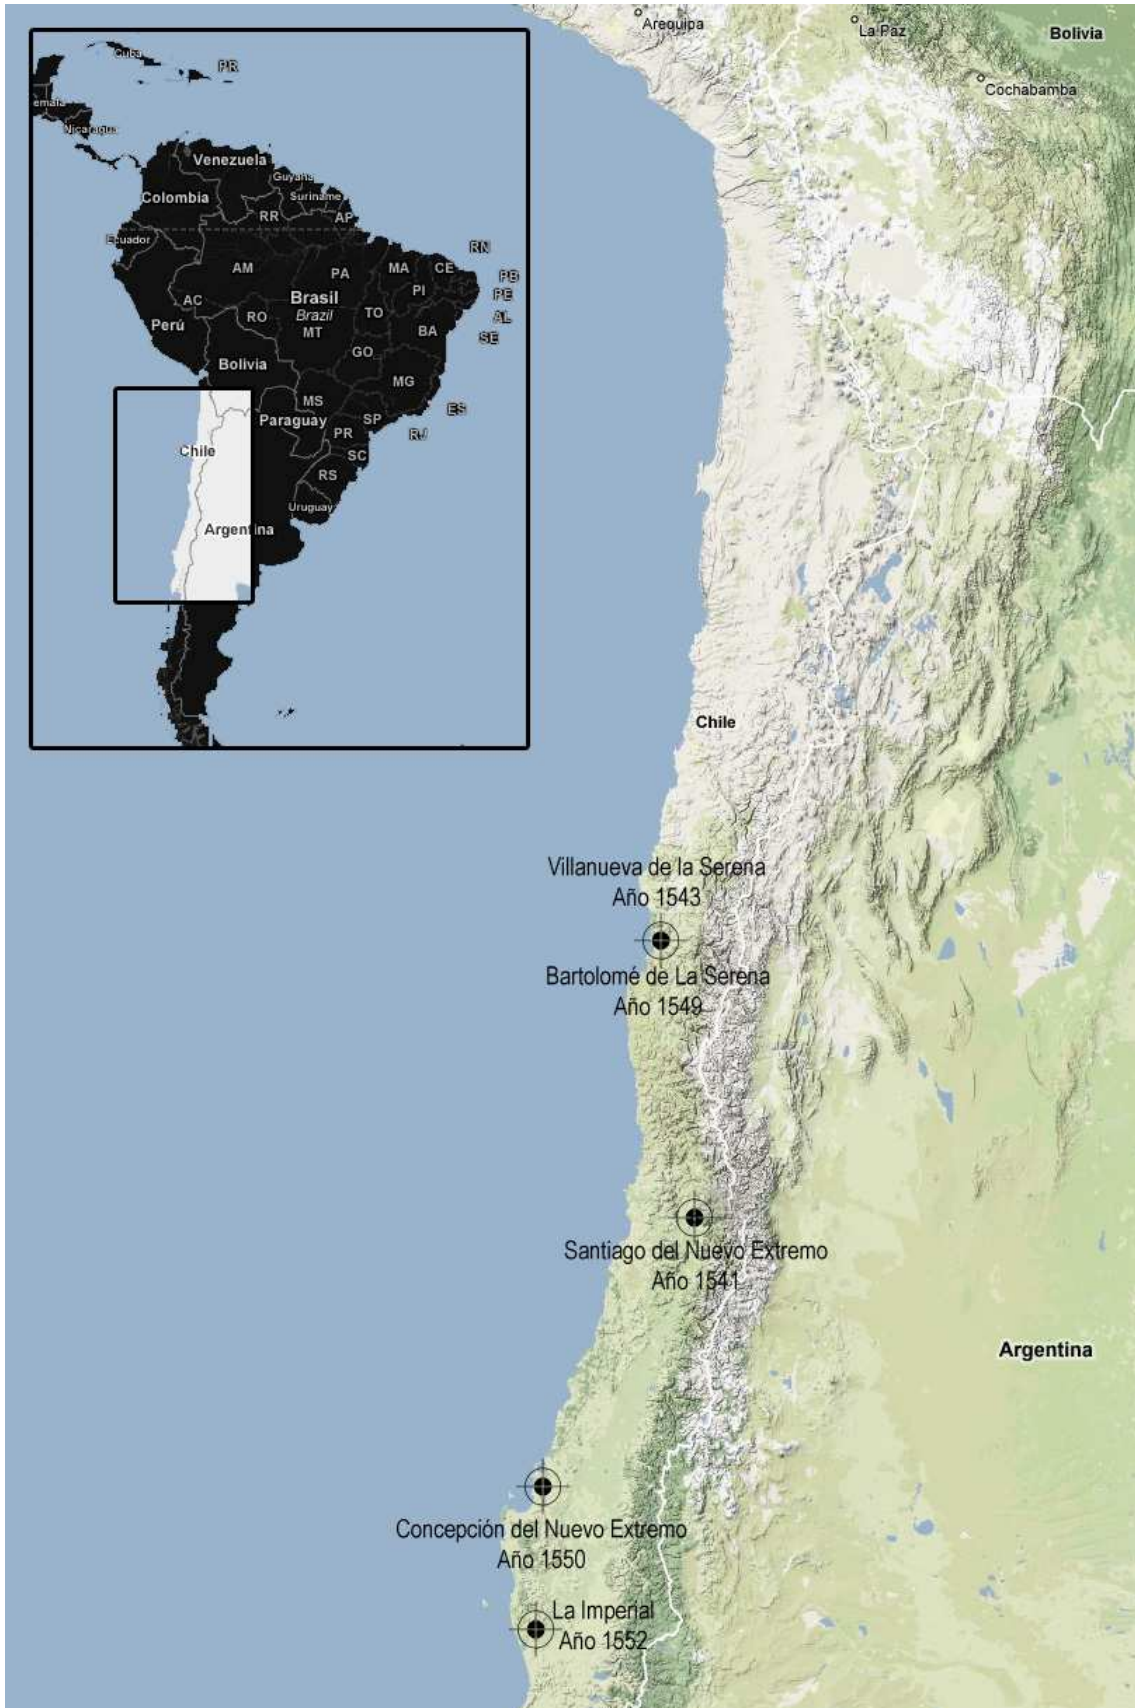 Arequipa
La Paz
Bolivia
Cochabamba
Cuba
PR
emala
Nicaragua
Venezuela
Guyana
Colombia
Suriname
RR
AP
Ecuador
RN
AM
PA
MA
CE
PB
PI
PE
AC
Brasil
Brazil
RO
TO
AL
Perú
MT
BA
SE
GO
Bolivia
MG
MS
ES
Paraguay
SP
PR
RJ
Chile
SC
RS
Uruguay
Argentina
Chile
Villanueva de la Serena
Año 1543
Bartolomé de La Serena
Año 1549
Santiago del Nuevo Extremo
Año 1541
Argentina
Concepción del Nuevo Extremo
Año 1550
La Imperial
Año 1552